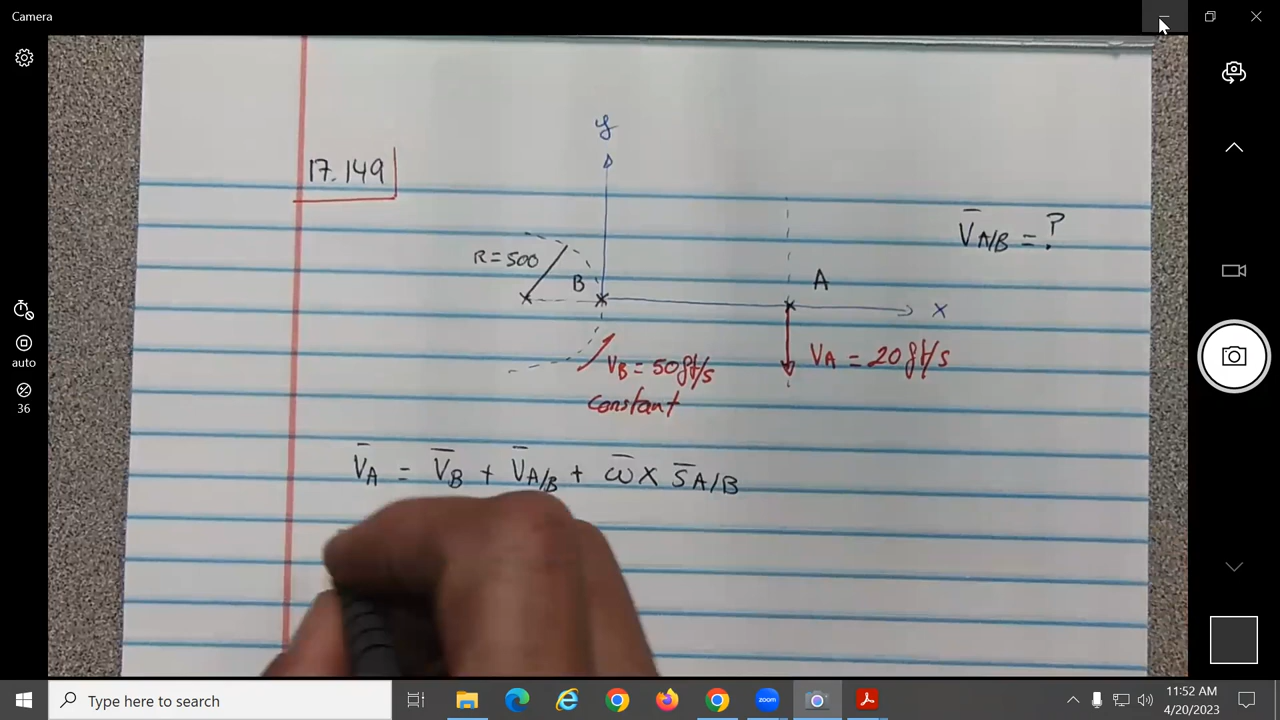 Camera
17.149
y
V̄A/B = ?
R = 500
B
A
x
VB = 50 ft/s
constant
VA = 20 ft/s
V̄A = V̄B + V̄A/B + ω̄ X S̄A/B
auto
36
Type here to search
zoom
11:52 AM
4/20/2023